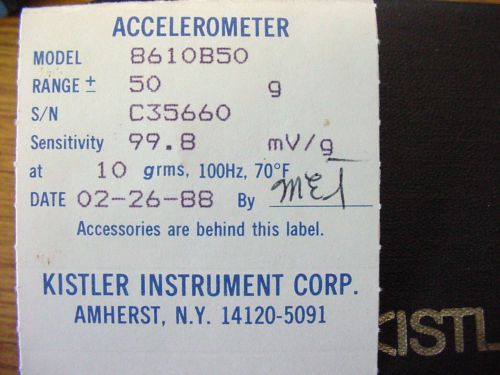 ACCELEROMETER
MODEL 8610B50
RANGE ± 50 g
S/N C35660
Sensitivity 99.8 mV/g
at 10 grms, 100Hz, 70°F
DATE 02-26-88 By MET
Accessories are behind this label.
KISTLER INSTRUMENT CORP.
AMHERST, N.Y. 14120-5091
KISTL